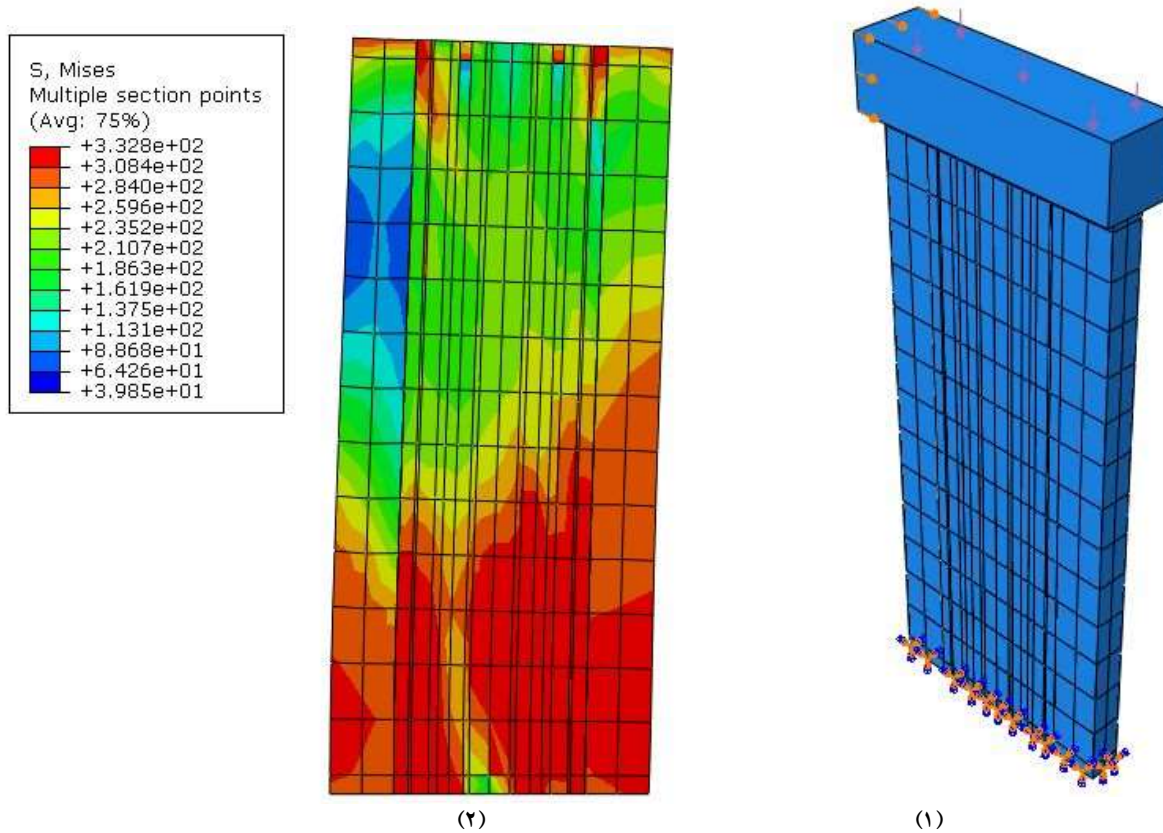 S, Mises
Multiple section points
(Avg: 75%)
+3.328e+02
+3.084e+02
+2.840e+02
+2.596e+02
+2.352e+02
+2.107e+02
+1.863e+02
+1.619e+02
+1.375e+02
+1.131e+02
+8.868e+01
+6.426e+01
+3.985e+01
(۲)
(۱)